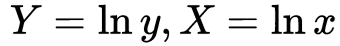 Y = ln y, X = ln x